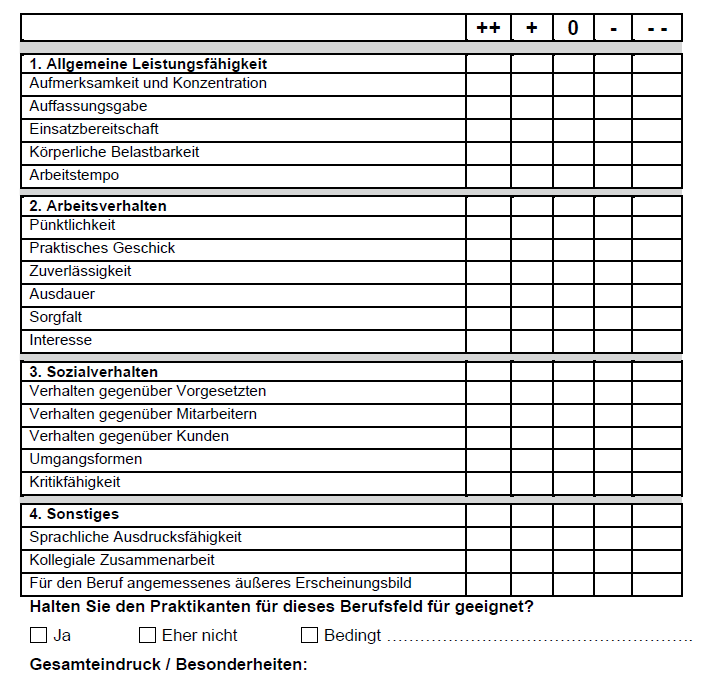 ++ + 0 - - -
1. Allgemeine Leistungsfähigkeit
Aufmerksamkeit und Konzentration
Auffassungsgabe
Einsatzbereitschaft
Körperliche Belastbarkeit
Arbeitstempo
2. Arbeitsverhalten
Pünktlichkeit
Praktisches Geschick
Zuverlässigkeit
Ausdauer
Sorgfalt
Interesse
3. Sozialverhalten
Verhalten gegenüber Vorgesetzten
Verhalten gegenüber Mitarbeitern
Verhalten gegenüber Kunden
Umgangsformen
Kritikfähigkeit
4. Sonstiges
Sprachliche Ausdrucksfähigkeit
Kollegiale Zusammenarbeit
Für den Beruf angemessenes äußeres Erscheinungsbild
Halten Sie den Praktikanten für dieses Berufsfeld für geeignet?
Ja Eher nicht Bedingt ……………………………………………….
Gesamteindruck / Besonderheiten: